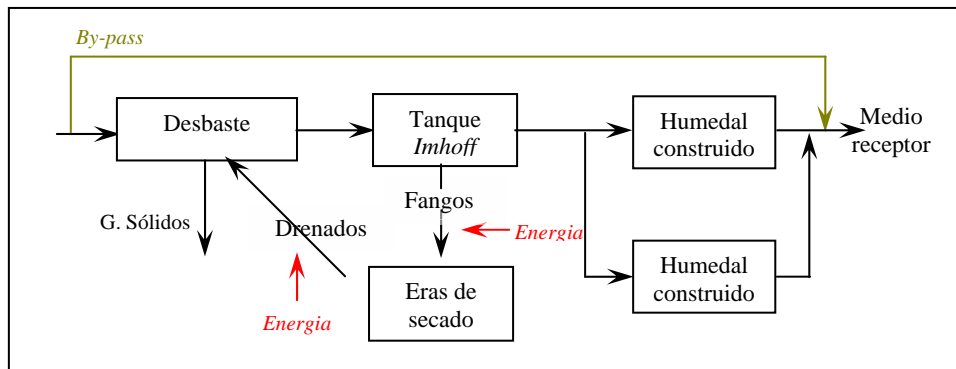 By-pass
Desbaste
Tanque
Imhoff
Humedal
construido
Medio
receptor
G. Sólidos
Drenados
Fangos
Energia
Energia
Eras de
secado
Humedal
construido